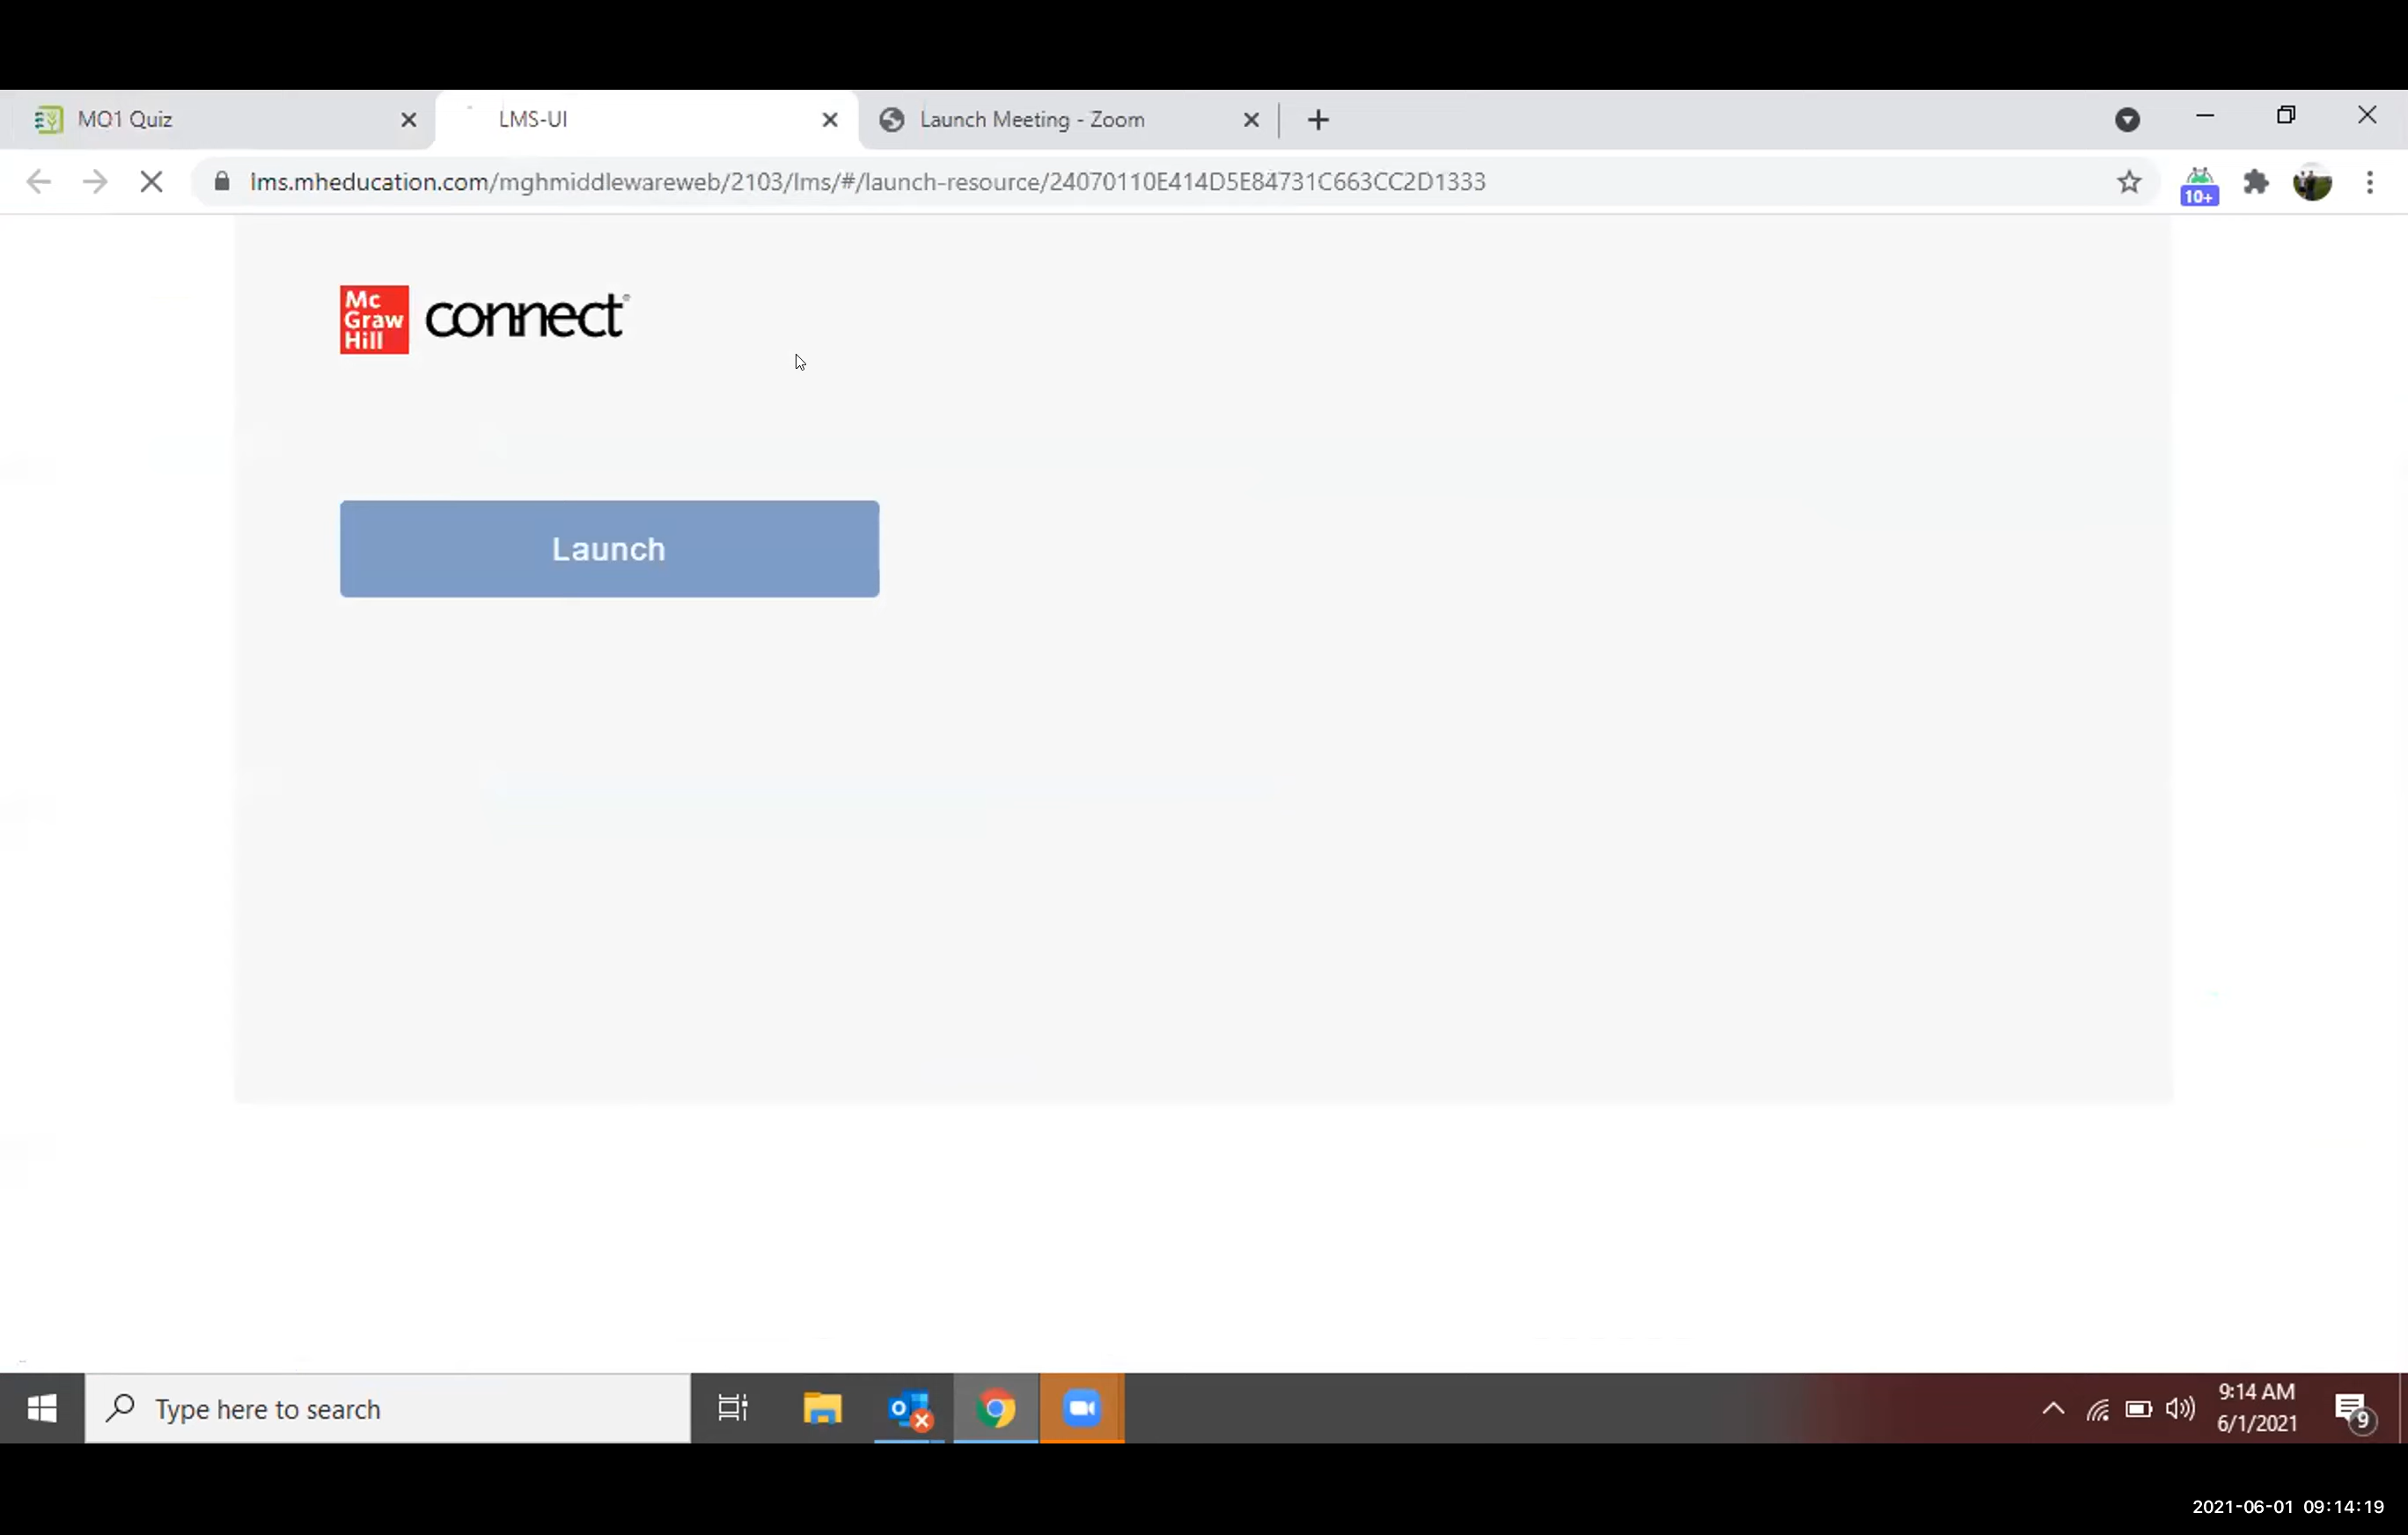 MO1 Quiz
LMS-UI
Launch Meeting - Zoom
lms.mheducation.com/mghmiddlewareweb/2103/lms/#/launch-resource/24070110E414D5E84731C663CC2D1333
10+
Mc
Graw
Hill
connect®
Launch
Type here to search
9:14 AM
6/1/2021
9
2021-06-01 09:14:19